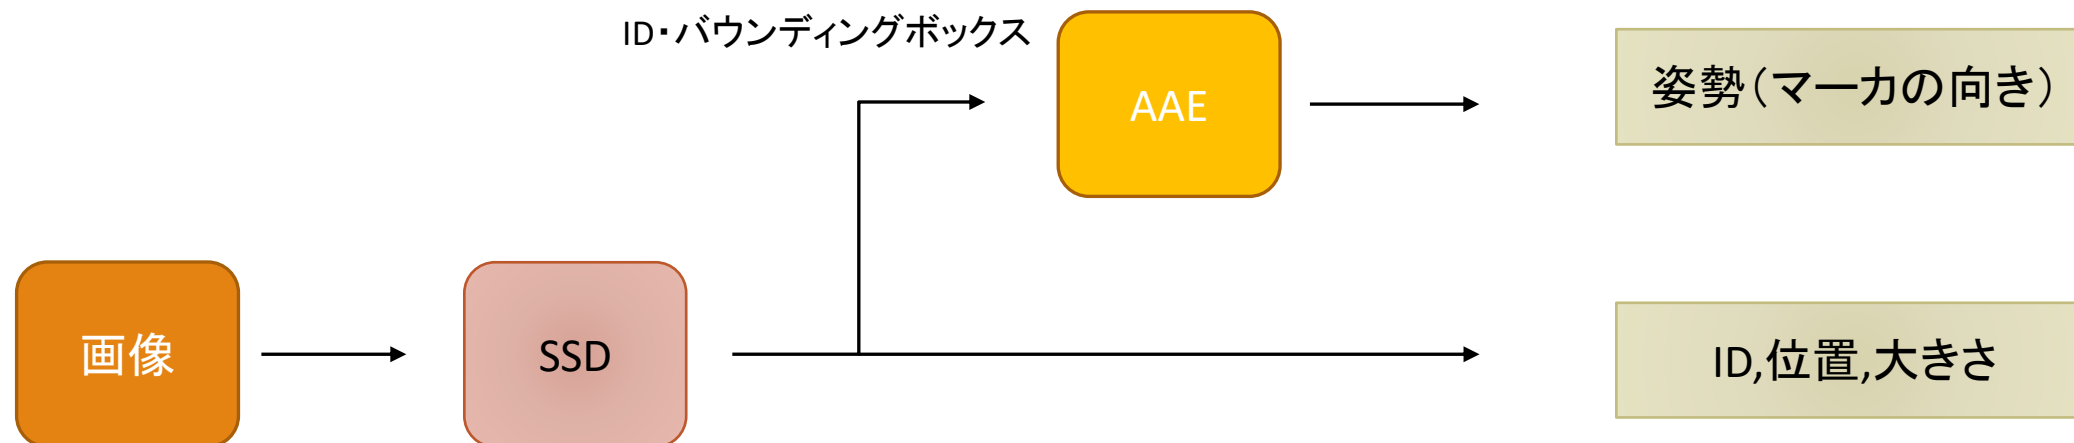 ID・バウンディングボックス
AAE
姿勢（マーカの向き）
画像
SSD
ID,位置,大きさ